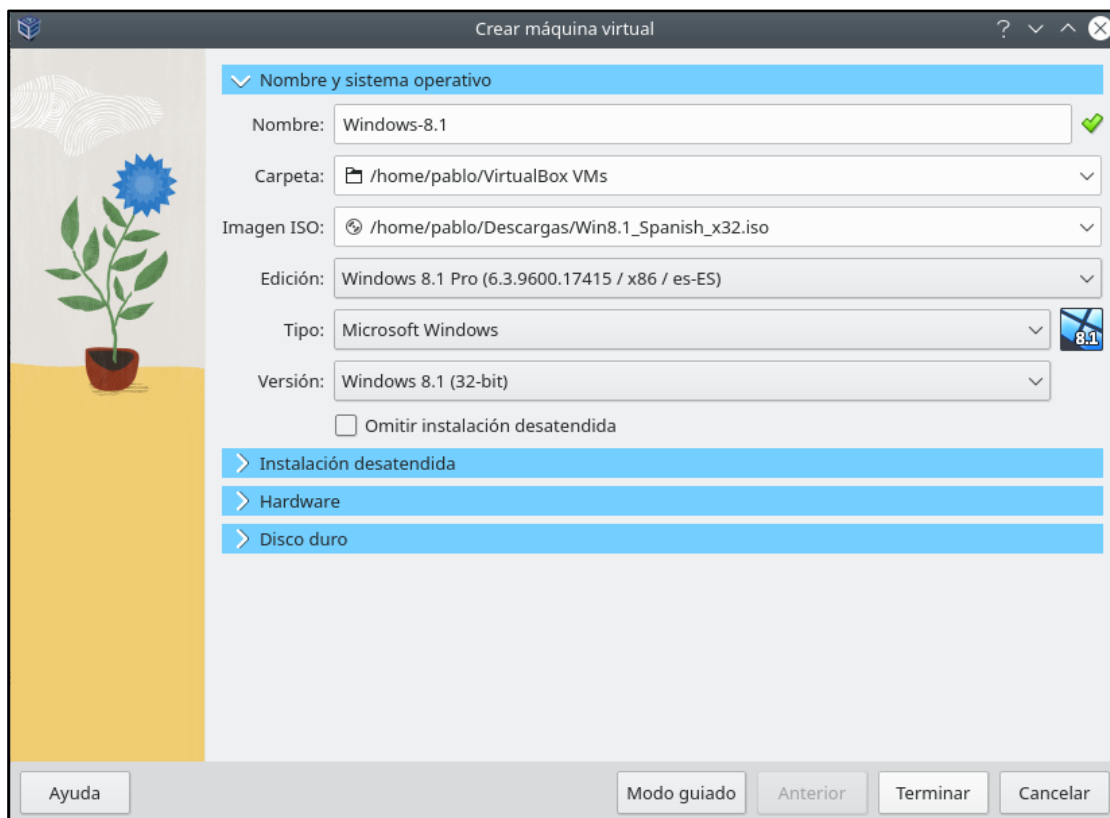 Crear máquina virtual
?
Nombre y sistema operativo
Nombre: Windows-8.1
Carpeta: /home/pablo/VirtualBox VMs
Imagen ISO: /home/pablo/Descargas/Win8.1_Spanish_x32.iso
Edición: Windows 8.1 Pro (6.3.9600.17415 / x86 / es-ES)
Tipo: Microsoft Windows 8.1
Versión: Windows 8.1 (32-bit)
Omitir instalación desatendida
Instalación desatendida
Hardware
Disco duro
Ayuda Modo guiado Anterior Terminar Cancelar